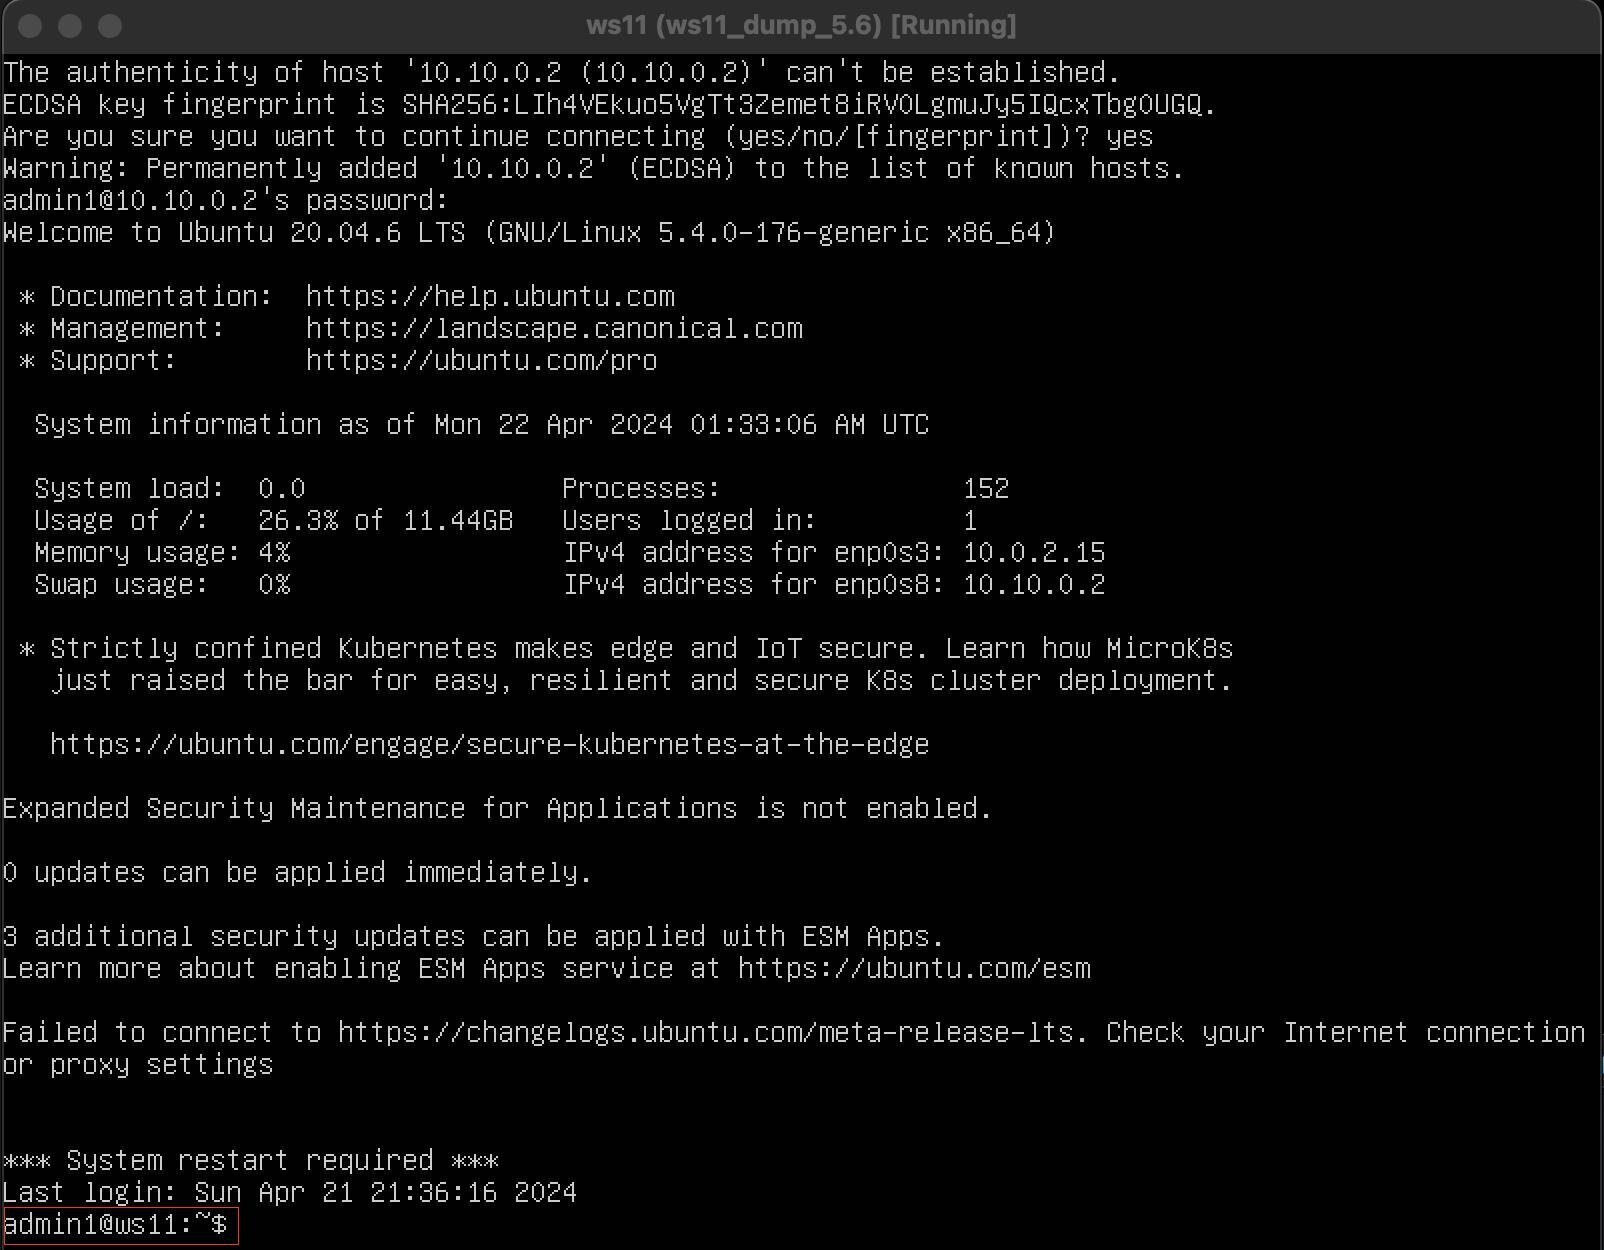 ws11 (ws11_dump_5.6) [Running]
The authenticity of host '10.10.0.2 (10.10.0.2)' can't be established.
ECDSA key fingerprint is SHA256:LIh4VEkuo5VgTt3Zemet8iRV0LgmuJy5IQcxTbgOUGQ.
Are you sure you want to continue connecting (yes/no/[fingerprint])? yes
Warning: Permanently added '10.10.0.2' (ECDSA) to the list of known hosts.
admin1@10.10.0.2's password:
Welcome to Ubuntu 20.04.6 LTS (GNU/Linux 5.4.0-176-generic x86_64)
* Documentation:  https://help.ubuntu.com
* Management:     https://landscape.canonical.com
* Support:        https://ubuntu.com/pro
System information as of Mon 22 Apr 2024 01:33:06 AM UTC
System load:  0.0                Processes:               152
Usage of /:   26.3% of 11.44GB   Users logged in:         1
Memory usage: 4%                 IPv4 address for enp0s3: 10.0.2.15
Swap usage:   0%                 IPv4 address for enp0s8: 10.10.0.2
* Strictly confined Kubernetes makes edge and IoT secure. Learn how MicroK8s
just raised the bar for easy, resilient and secure K8s cluster deployment.
https://ubuntu.com/engage/secure-kubernetes-at-the-edge
Expanded Security Maintenance for Applications is not enabled.
0 updates can be applied immediately.
3 additional security updates can be applied with ESM Apps.
Learn more about enabling ESM Apps service at https://ubuntu.com/esm
Failed to connect to https://changelogs.ubuntu.com/meta-release-lts. Check your Internet connection
or proxy settings
*** System restart required ***
Last login: Sun Apr 21 21:36:16 2024
admin1@ws11:~$